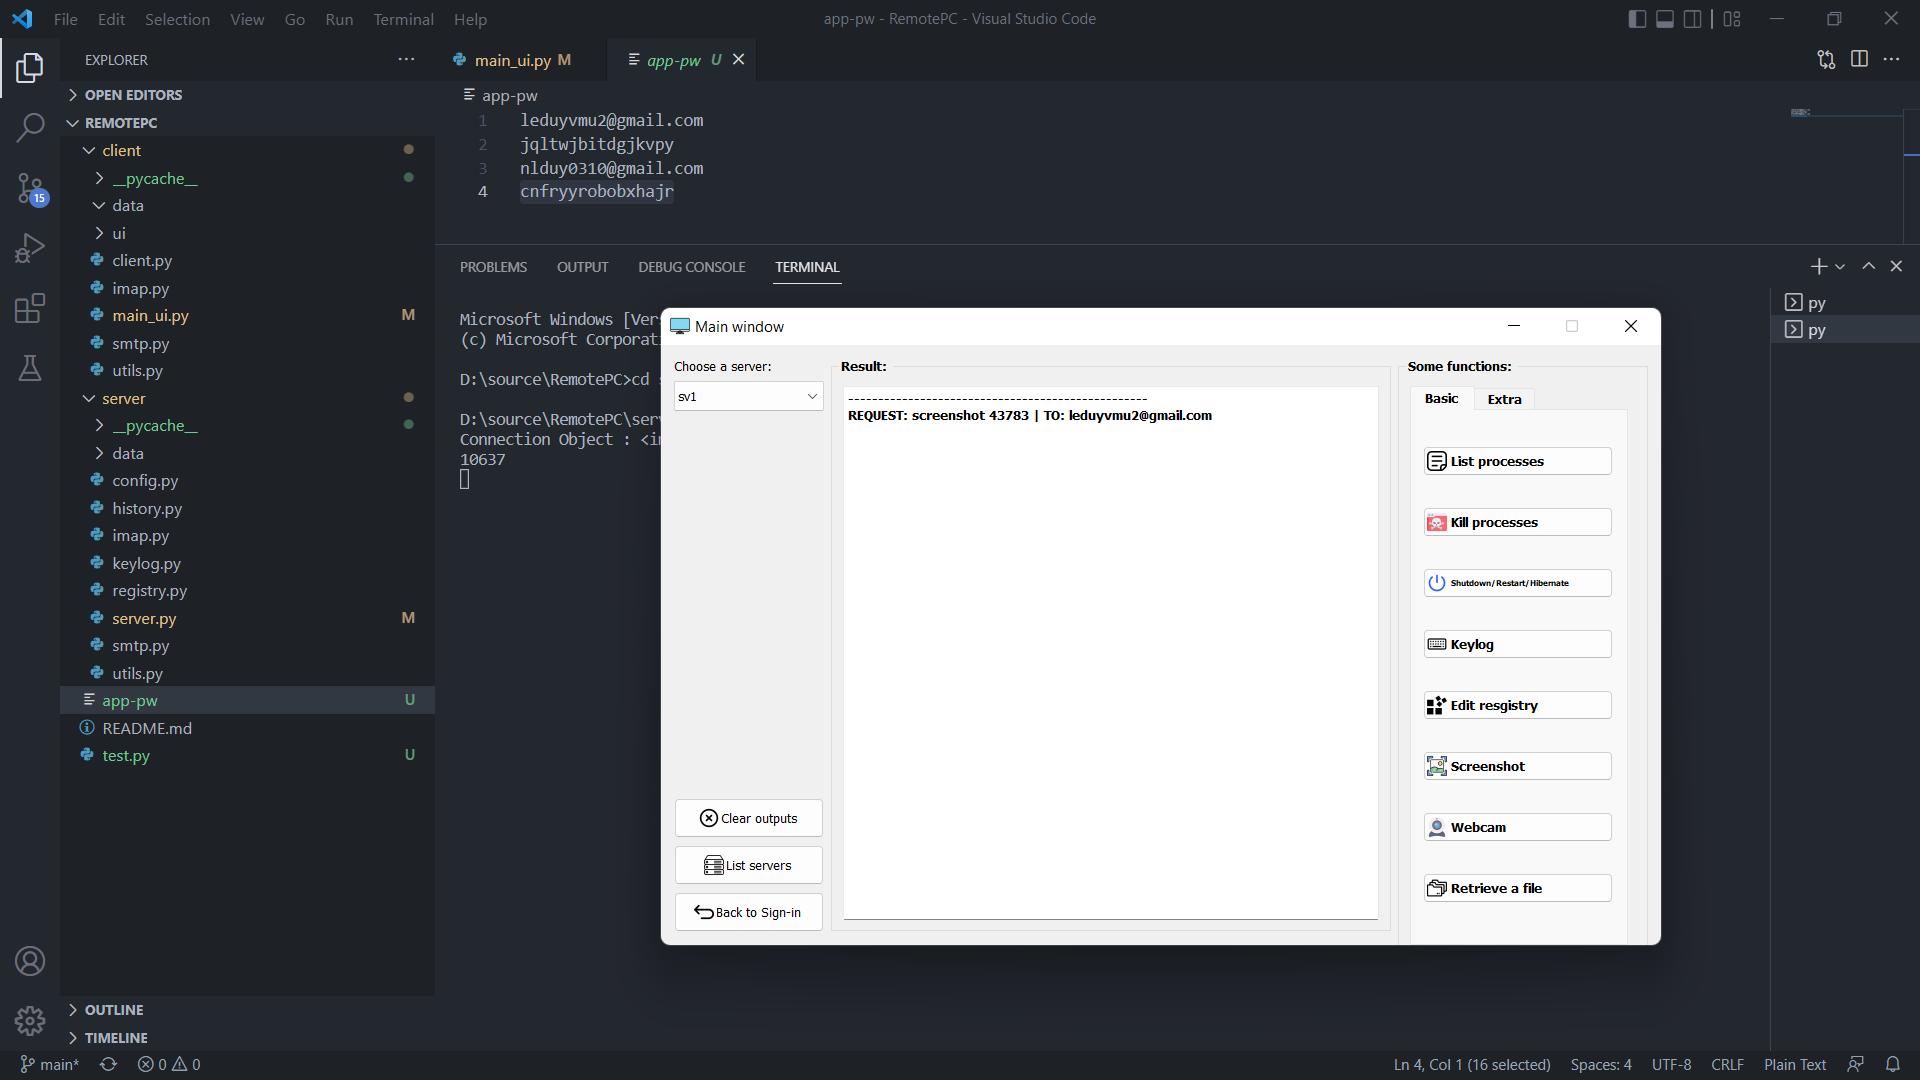 File Edit Selection View Go Run Terminal Help
app-pw - RemotePC - Visual Studio Code
EXPLORER
main_ui.py M
app-pw U
OPEN EDITORS
REMOTEPC
client
__pycache__
data
ui
client.py
imap.py
main_ui.py M
smtp.py
utils.py
server
__pycache__
data
config.py
history.py
imap.py
keylog.py
registry.py
server.py M
smtp.py
utils.py
app-pw U
README.md
test.py U
OUTLINE
TIMELINE
15
app-pw
1 leduyvmu2@gmail.com
2 jqltwjbitdgjkvpy
3 nlduy0310@gmail.com
4 cnfryyrobobxhajr
PROBLEMS OUTPUT DEBUG CONSOLE TERMINAL
py
py
Microsoft Windows [Ver
(c) Microsoft Corporat
D:\source\RemotePC>cd
D:\source\RemotePC\ser
Connection Object : <i
10637
Main window
Choose a server:
sv1
Clear outputs
List servers
Back to Sign-in
Result:
--------------------------------------------------
REQUEST: screenshot 43783 | TO: leduyvmu2@gmail.com
Some functions:
Basic Extra
List processes
Kill processes
Shutdown/Restart/Hibernate
Keylog
Edit resgistry
Screenshot
Webcam
Retrieve a file
main* 0 0
Ln 4, Col 1 (16 selected) Spaces: 4 UTF-8 CRLF Plain Text